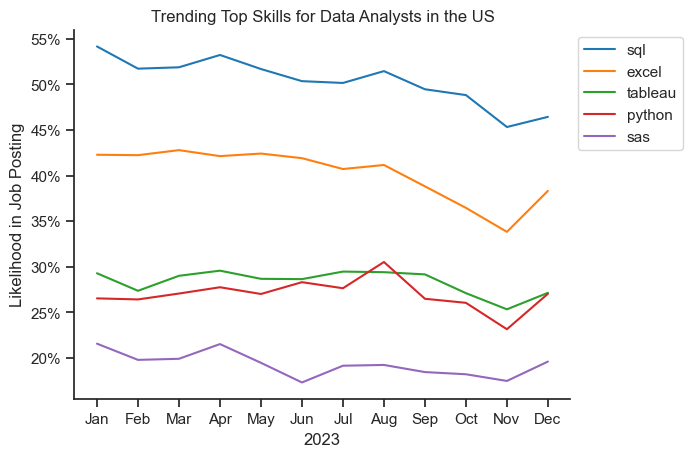 Trending Top Skills for Data Analysts in the US
55%
50%
45%
40%
35%
30%
25%
20%
Likelihood in Job Posting
Jan Feb Mar Apr May Jun Jul Aug Sep Oct Nov Dec
2023
sql
excel
tableau
python
sas